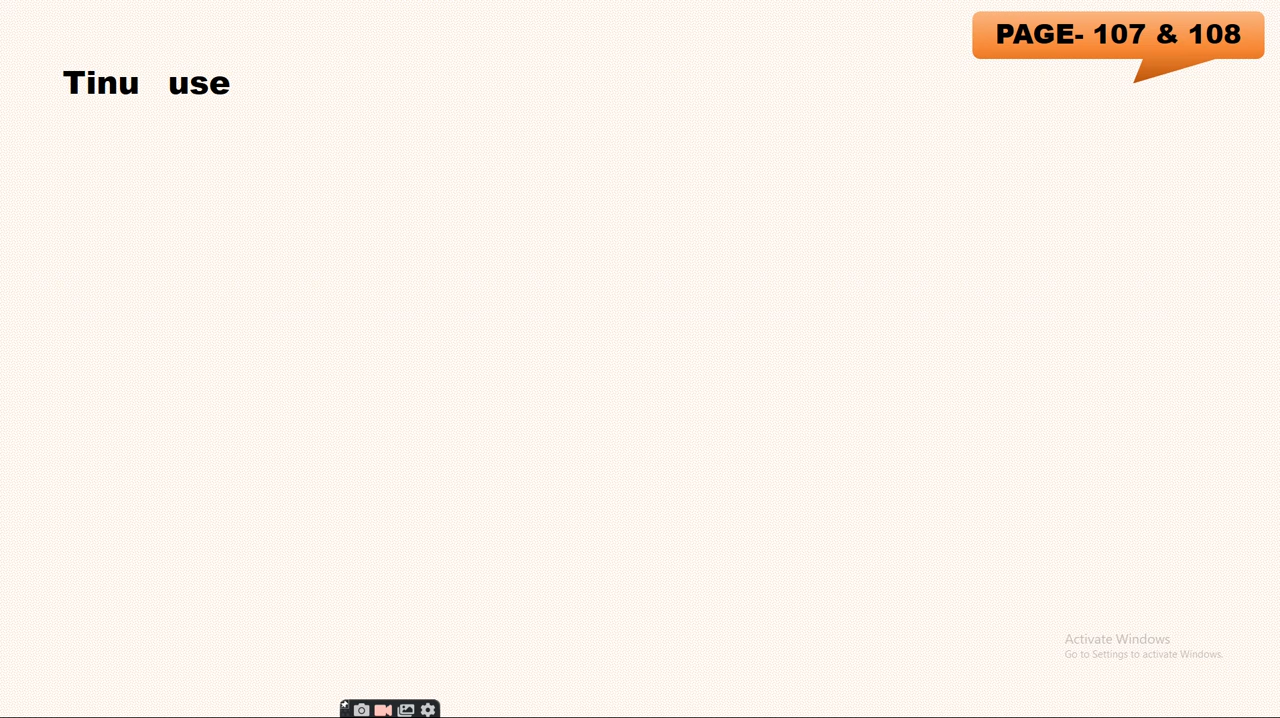 PAGE- 107 & 108
Tinu use
Activate Windows
Go to Settings to activate Windows.